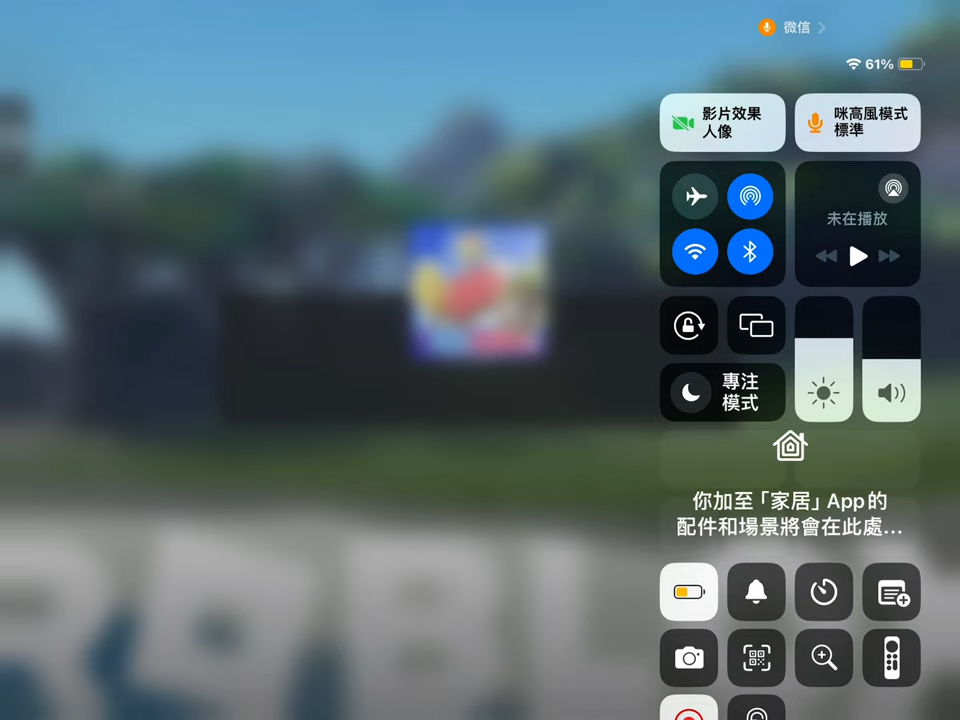 微信
61%
影片效果
人像
咪高風模式
標準
未在播放
專注
模式
你加至「家居」App的
配件和場景將會在此處...